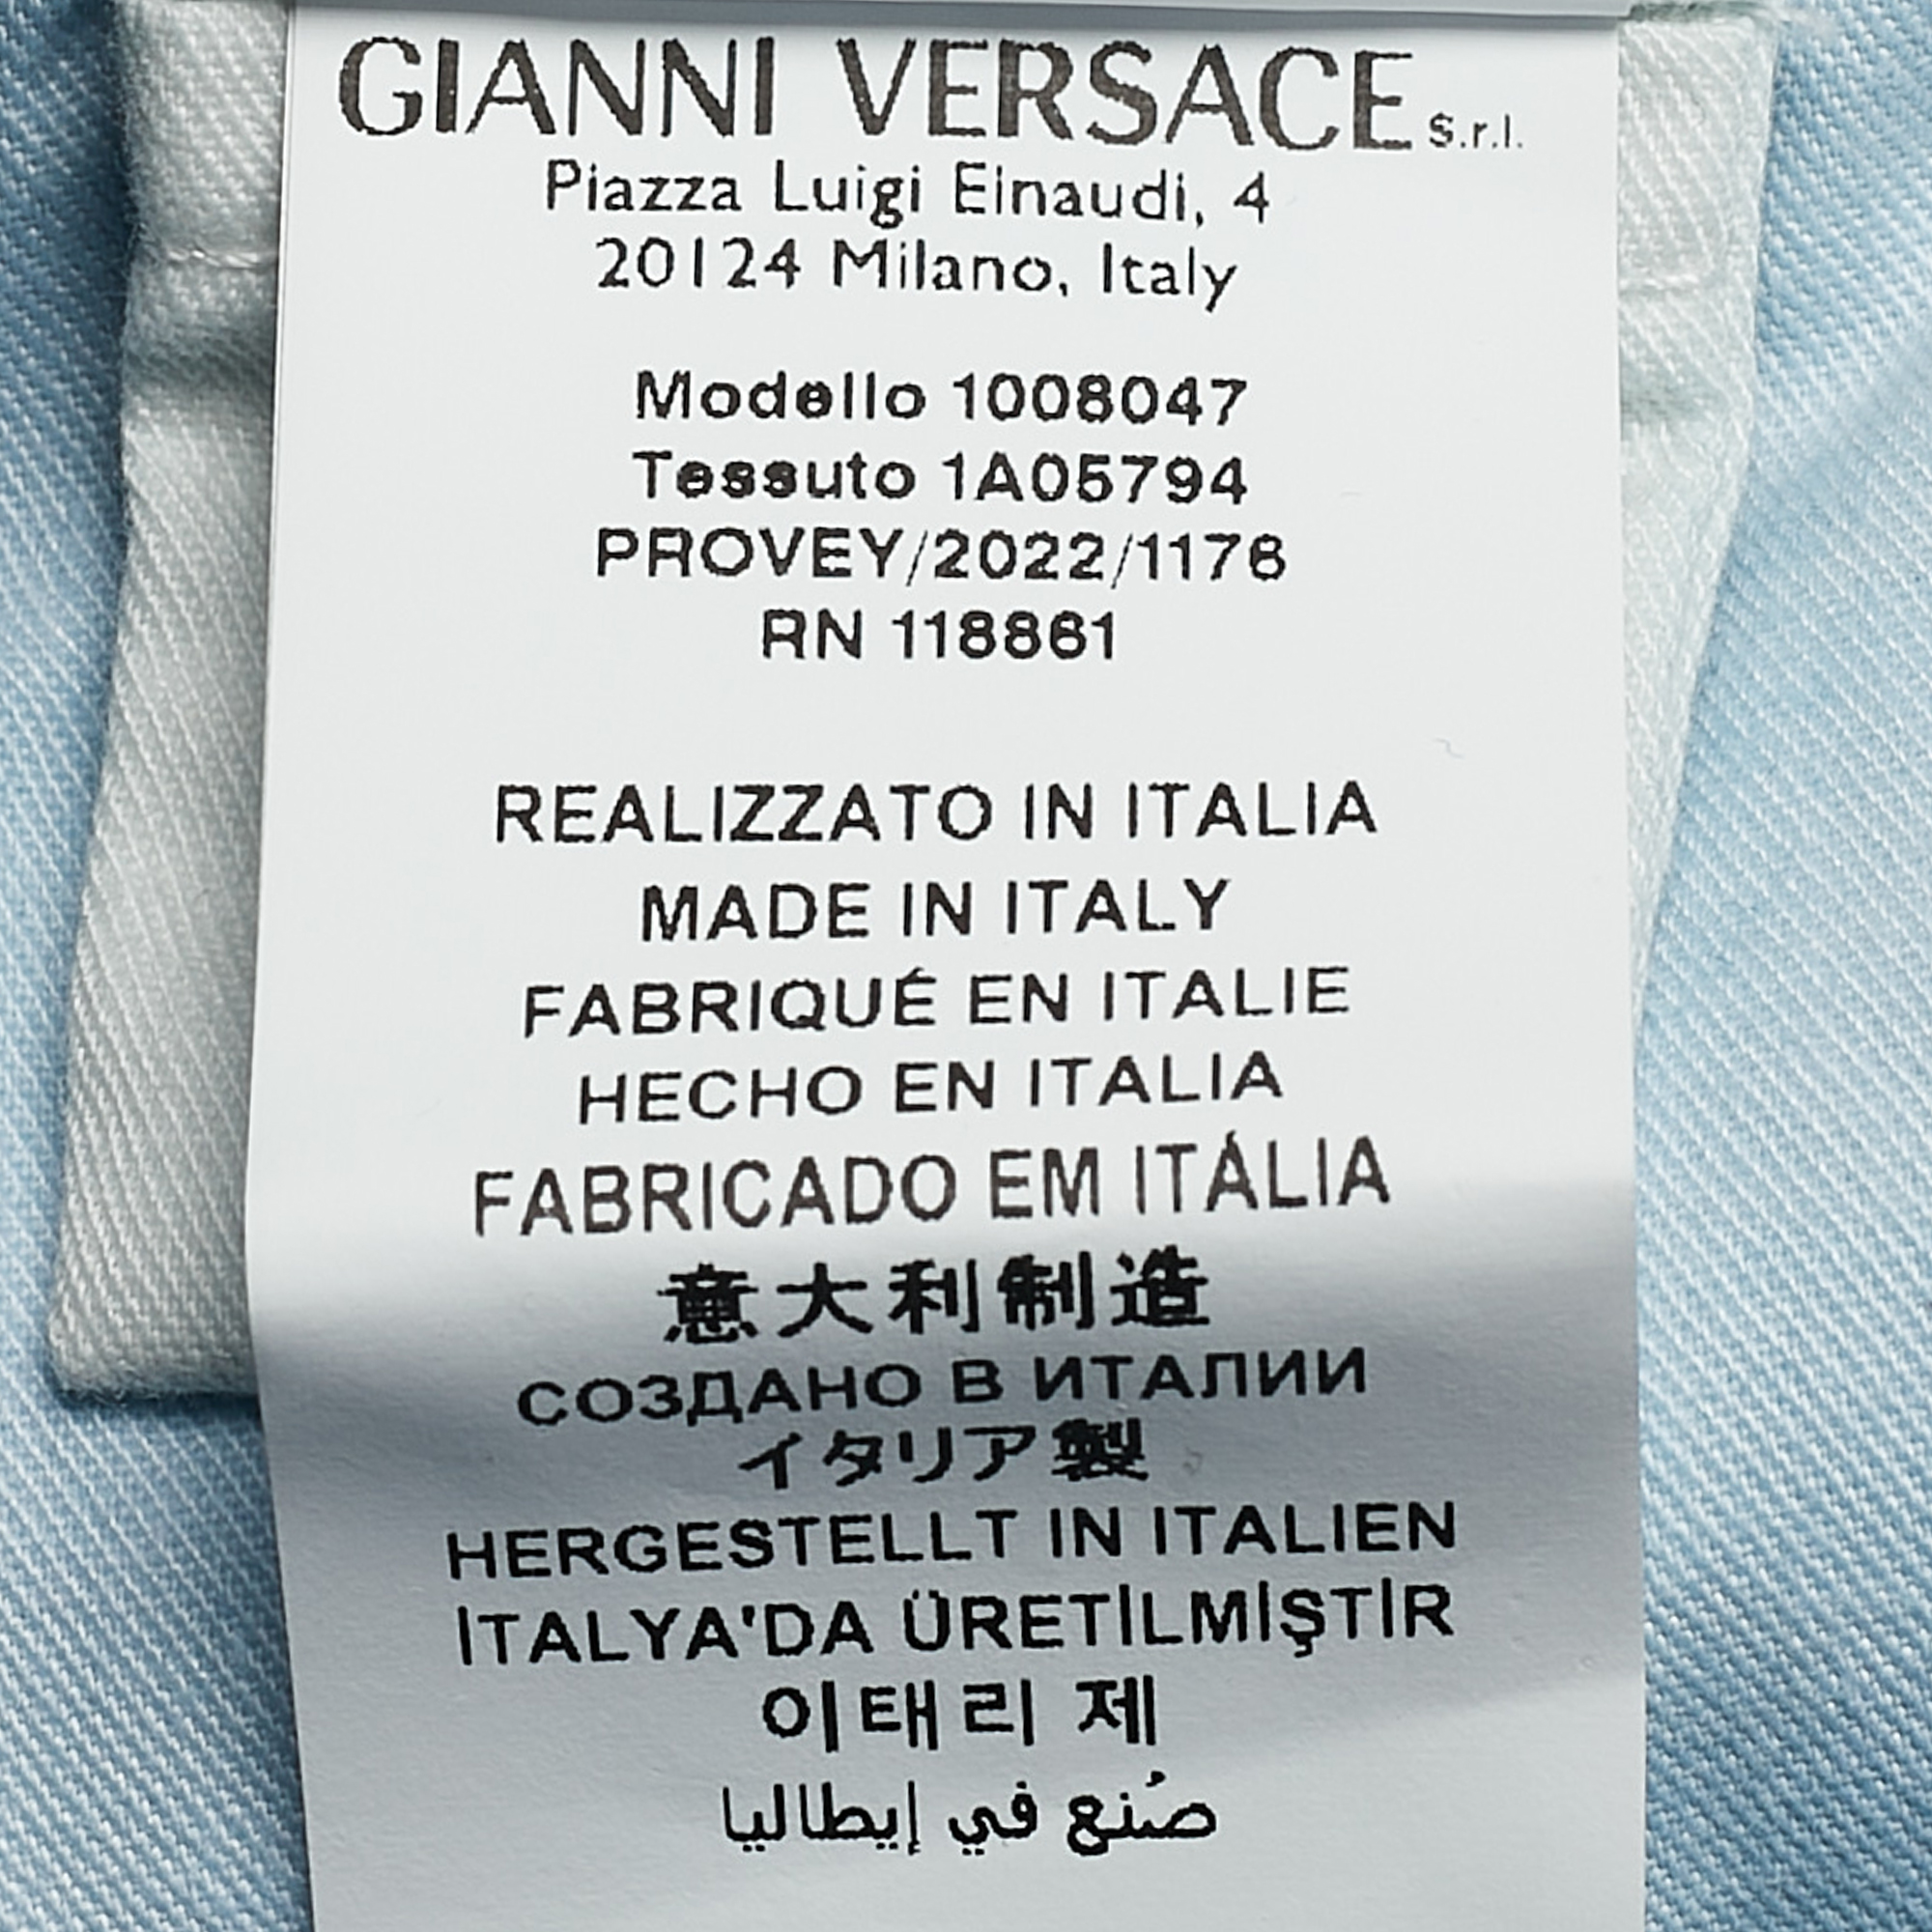 GIANNI VERSACE s.r.l.
Piazza Luigi Einaudi, 4
20124 Milano, Italy
Modello 1008047
Tessuto 1A05794
PROVEY/2022/1176
RN 118861
REALIZZATO IN ITALIA
MADE IN ITALY
FABRIQUÉ EN ITALIE
HECHO EN ITALIA
FABRICADO EM ITÁLIA
意大利制造
СОЗДАНО В ИТАЛИИ
イタリア製
HERGESTELLT IN ITALIEN
İTALYA'DA ÜRETİLMİŞTİR
이태리 제
صُنع في إيطاليا